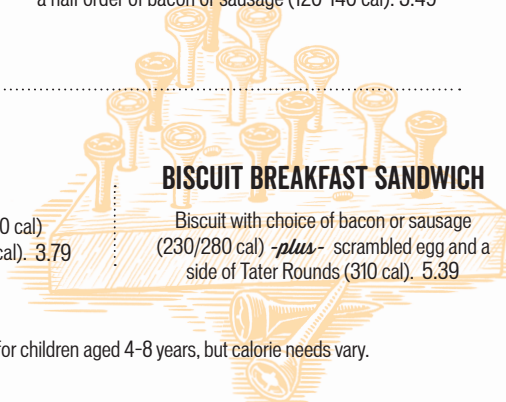 a half order of bacon or sausage (120-140 cal). 5.49
BISCUIT BREAKFAST SANDWICH
0 cal)
cal). 3.79
Biscuit with choice of bacon or sausage
(230/280 cal) -plus- scrambled egg and a
side of Tater Rounds (310 cal). 5.39
for children aged 4-8 years, but calorie needs vary.